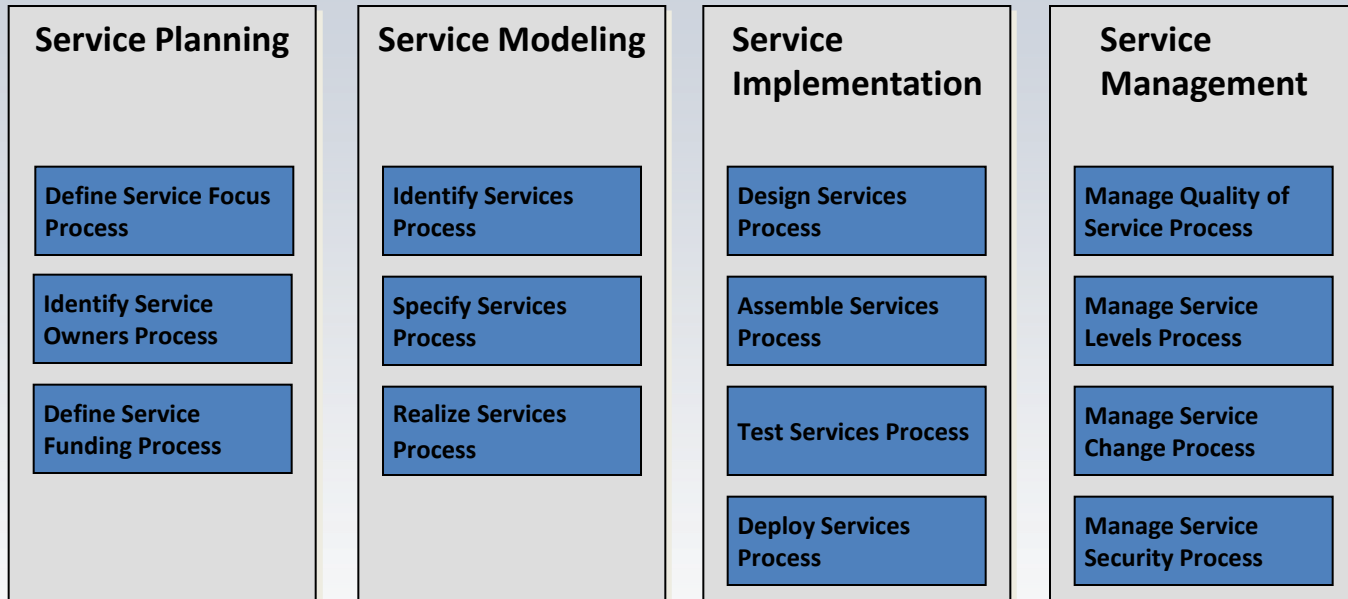 Service Planning
Define Service Focus
Process
Identify Service
Owners Process
Define Service
Funding Process
Service Modeling
Identify Services
Process
Specify Services
Process
Realize Services
Process
Service
Implementation
Design Services
Process
Assemble Services
Process
Test Services Process
Deploy Services
Process
Service
Management
Manage Quality of
Service Process
Manage Service
Levels Process
Manage Service
Change Process
Manage Service
Security Process